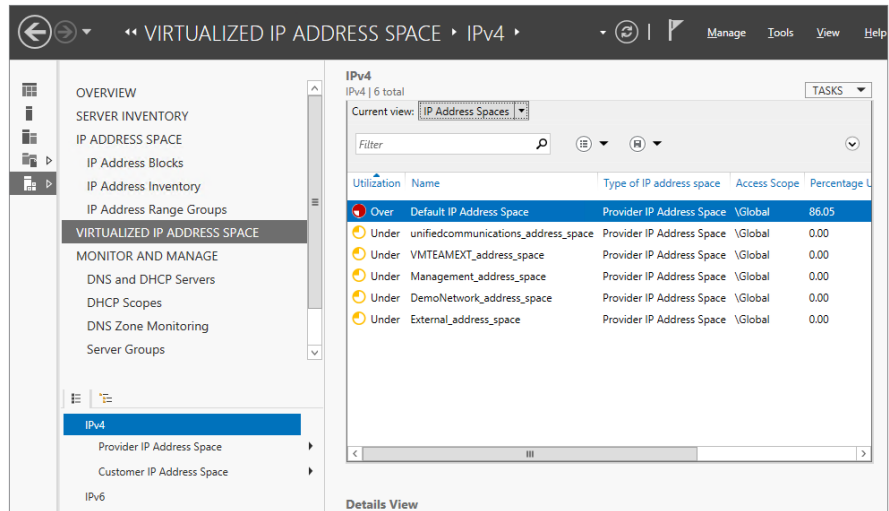 VIRTUALIZED IP ADDRESS SPACE IPv4
Manage Tools View Help
OVERVIEW
SERVER INVENTORY
IP ADDRESS SPACE
IP Address Blocks
IP Address Inventory
IP Address Range Groups
VIRTUALIZED IP ADDRESS SPACE
MONITOR AND MANAGE
DNS and DHCP Servers
DHCP Scopes
DNS Zone Monitoring
Server Groups
IPv4
Provider IP Address Space
Customer IP Address Space
IPv6
IPv4
IPv4 | 6 total
TASKS
Current view: IP Address Spaces
Filter
Utilization Name Type of IP address space Access Scope Percentage U
Over Default IP Address Space Provider IP Address Space \Global 86.05
Under unifiedcommunications_address_space Provider IP Address Space \Global 0.00
Under VMTEAMEXT_address_space Provider IP Address Space \Global 0.00
Under Management_address_space Provider IP Address Space \Global 0.00
Under DemoNetwork_address_space Provider IP Address Space \Global 0.00
Under External_address_space Provider IP Address Space \Global 0.00
Details View